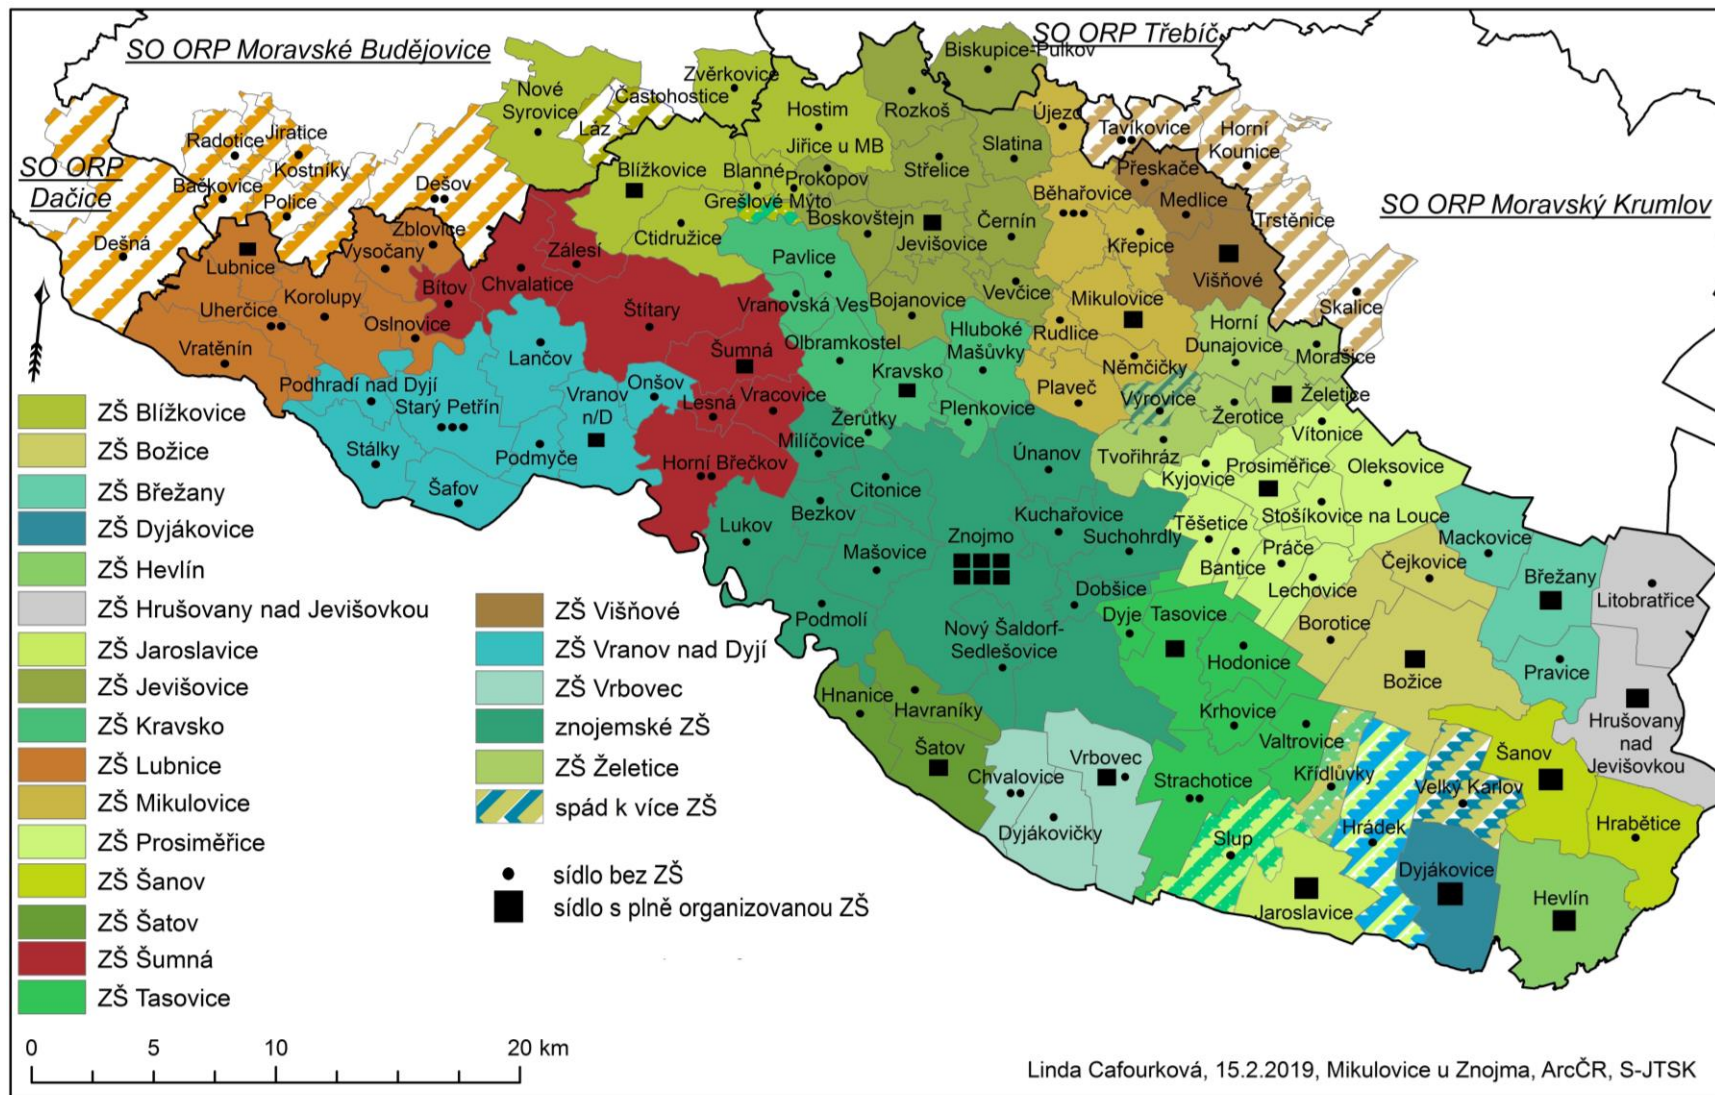 SO ORP Moravské Budějovice
SO ORP Třebíč
SO ORP
Dačice
SO ORP Moravský Krumlov
Biskupice-Pulkov
Nové
Syrovice
Láz
Častohostice
Zvěrkovice
Hostim
Jiřice u MB
Rozkoš
Újezd
Tavíkovice
Horní
Kounice
Radotice
Jiratice
Kostníky
Bačkovice
Police
Dešov
Dešná
Blížkovice
Blanné
Prokopov
Grešlové Mýto
Boskovštejn
Střelice
Slatina
Běhařovice
Přeskače
Medlice
Trstěnice
Ctidružice
Jevišovice
Černín
Křepice
Višňové
Skalice
Lubnice
Zblovice
Vysočany
Zálesí
Chvalatice
Bítov
Pavlice
Vranovská Ves
Bojanovice
Vevčice
Mikulovice
Rudlice
Uherčice
Korolupy
Oslnovice
Vratěnín
Štítary
Šumná
Olbramkostel
Hluboké
Mašůvky
Kravsko
Němčičky
Horní
Dunajovice
Morašice
Plaveč
Výrovice
Žerotice
Želetice
Podhradí nad Dyjí
Lančov
Starý Petřín
Vranov
n/D
Onšov
Lesná
Vracovice
Žerůtky
Plenkovice
Milíčovice
Únanov
Tvořihráz
Vítonice
Stálky
Šafov
Podmyče
Horní Břečkov
Citonice
Bezkov
Kyjovice
Prosiměřice
Oleksovice
Stošíkovice na Louce
Lukov
Mašovice
Znojmo
Kuchařovice
Suchohrdly
Těšetice
Bantice
Práče
Lechovice
Čejkovice
Mackovice
Břežany
Litobratřice
Podmolí
Dobšice
Nový Šaldorf-
Sedlešovice
Dyje
Tasovice
Hodonice
Borotice
Božice
Pravice
Hrušovany
nad
Jevišovkou
Hnanice
Havraníky
Šatov
Krhovice
Valtrovice
Křídlůvky
Velký Karlov
Šanov
Chvalovice
Vrbovec
Dyjákovičky
Strachotice
Slup
Hrádek
Hrabětice
Jaroslavice
Dyjákovice
Hevlín
ZŠ Blížkovice
ZŠ Božice
ZŠ Břežany
ZŠ Dyjákovice
ZŠ Hevlín
ZŠ Hrušovany nad Jevišovkou
ZŠ Jaroslavice
ZŠ Jevišovice
ZŠ Kravsko
ZŠ Lubnice
ZŠ Mikulovice
ZŠ Prosiměřice
ZŠ Šanov
ZŠ Šatov
ZŠ Šumná
ZŠ Tasovice
ZŠ Višňové
ZŠ Vranov nad Dyjí
ZŠ Vrbovec
znojemské ZŠ
ZŠ Želetice
spád k více ZŠ
sídlo bez ZŠ
sídlo s plně organizovanou ZŠ
0 5 10 20 km
Linda Cafourková, 15.2.2019, Mikulovice u Znojma, ArcČR, S-JTSK